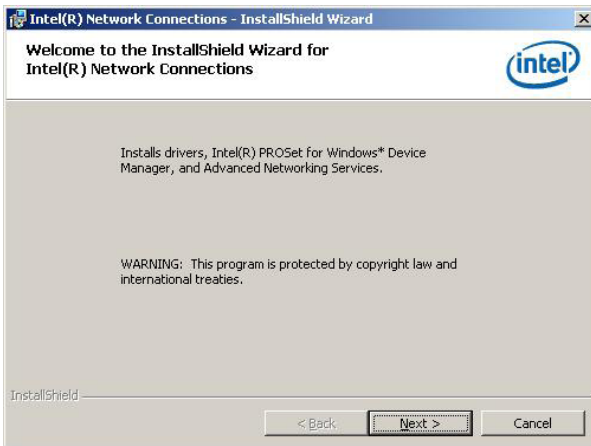 Intel(R) Network Connections - InstallShield Wizard
Welcome to the InstallShield Wizard for
Intel(R) Network Connections
intel
Installs drivers, Intel(R) PROSet for Windows* Device
Manager, and Advanced Networking Services.
WARNING: This program is protected by copyright law and
international treaties.
InstallShield
< Back
Next >
Cancel